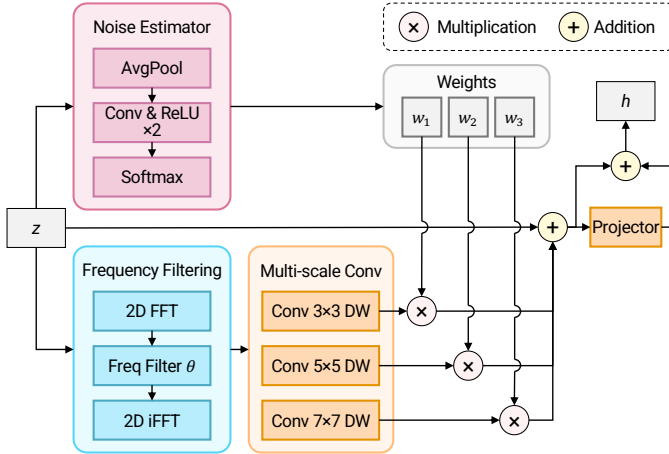 Noise Estimator
AvgPool
Conv & ReLU
×2
Softmax
× Multiplication
+ Addition
Weights
w₁ w₂ w₃
h
+
z
+
Projector
Frequency Filtering
2D FFT
Freq Filter θ
2D iFFT
Multi-scale Conv
Conv 3×3 DW
×
Conv 5×5 DW
×
Conv 7×7 DW
×